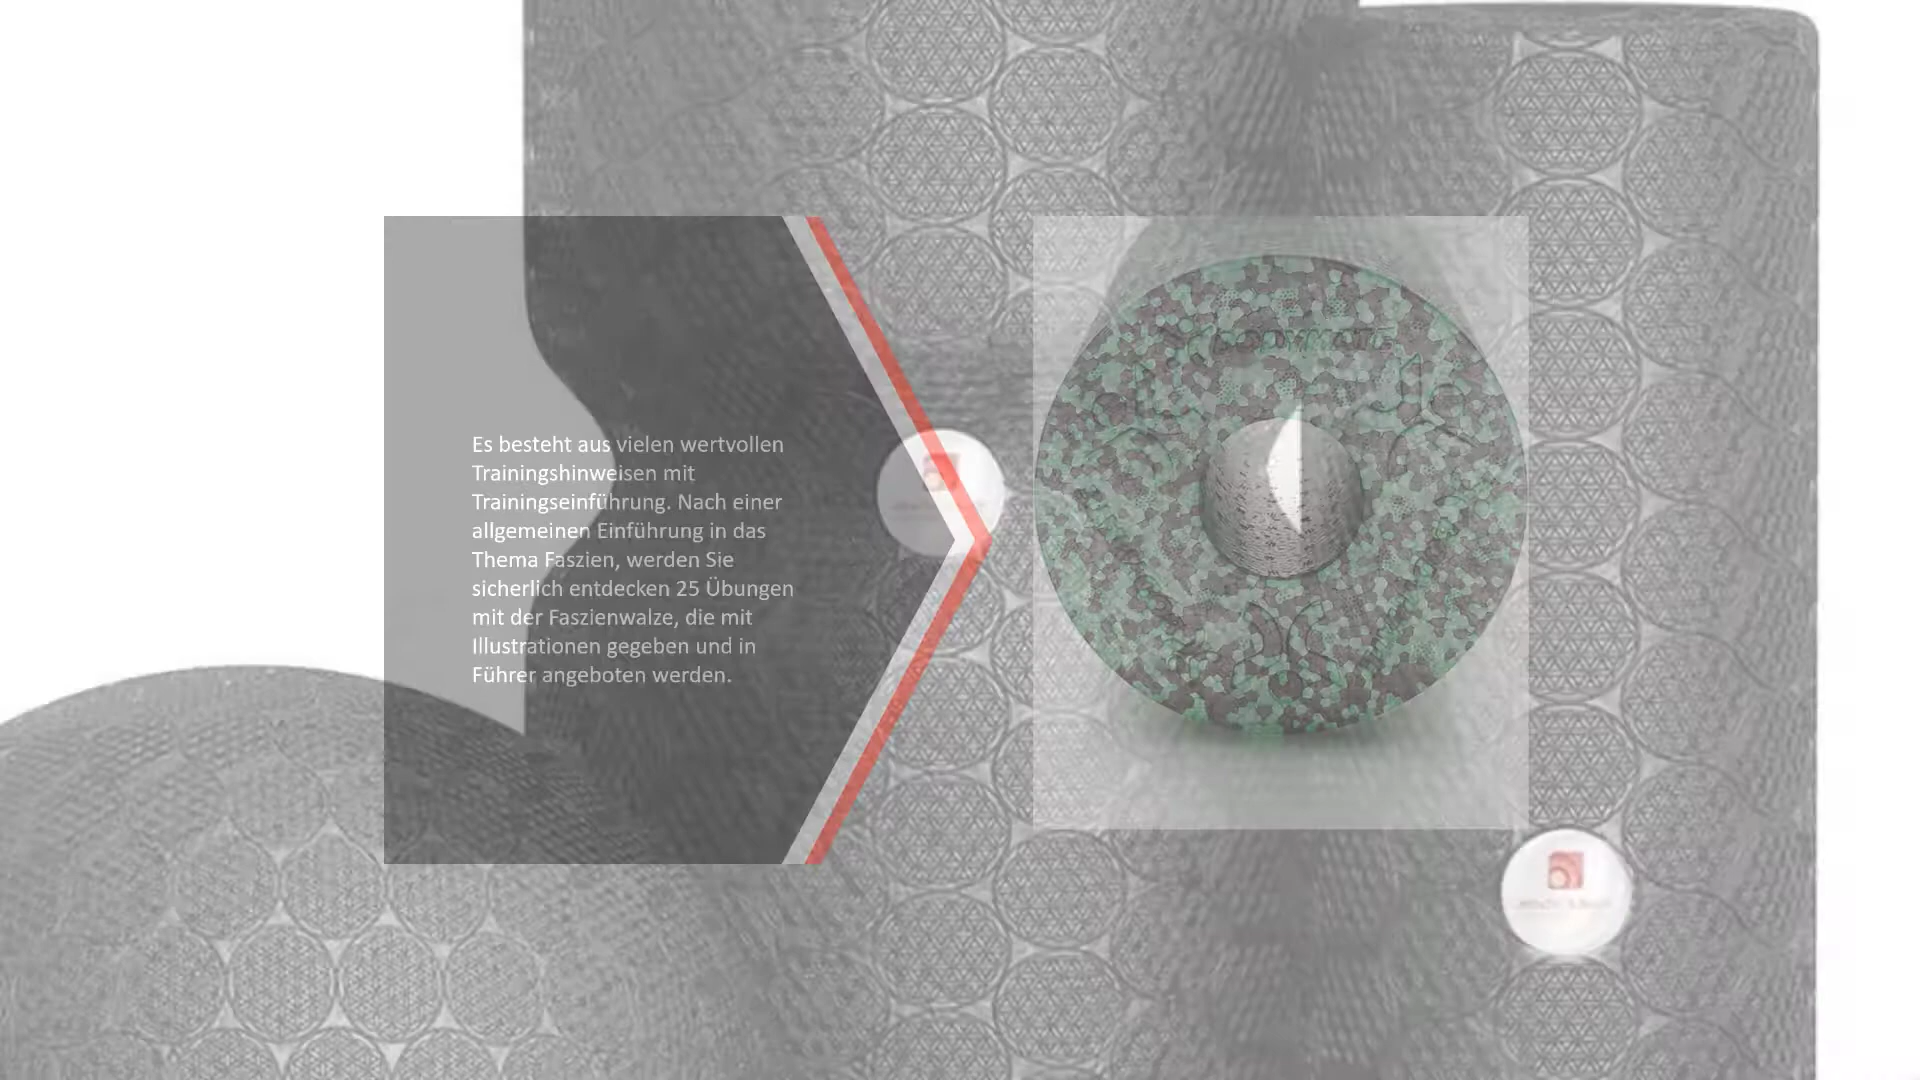 Es besteht aus vielen wertvollen
Trainingshinweisen mit
Trainingseinführung. Nach einer
allgemeinen Einführung in das
Thema Faszien, werden Sie
sicherlich entdecken 25 Übungen
mit der Faszienwalze, die mit
Illustrationen gegeben und in
Führer angeboten werden.